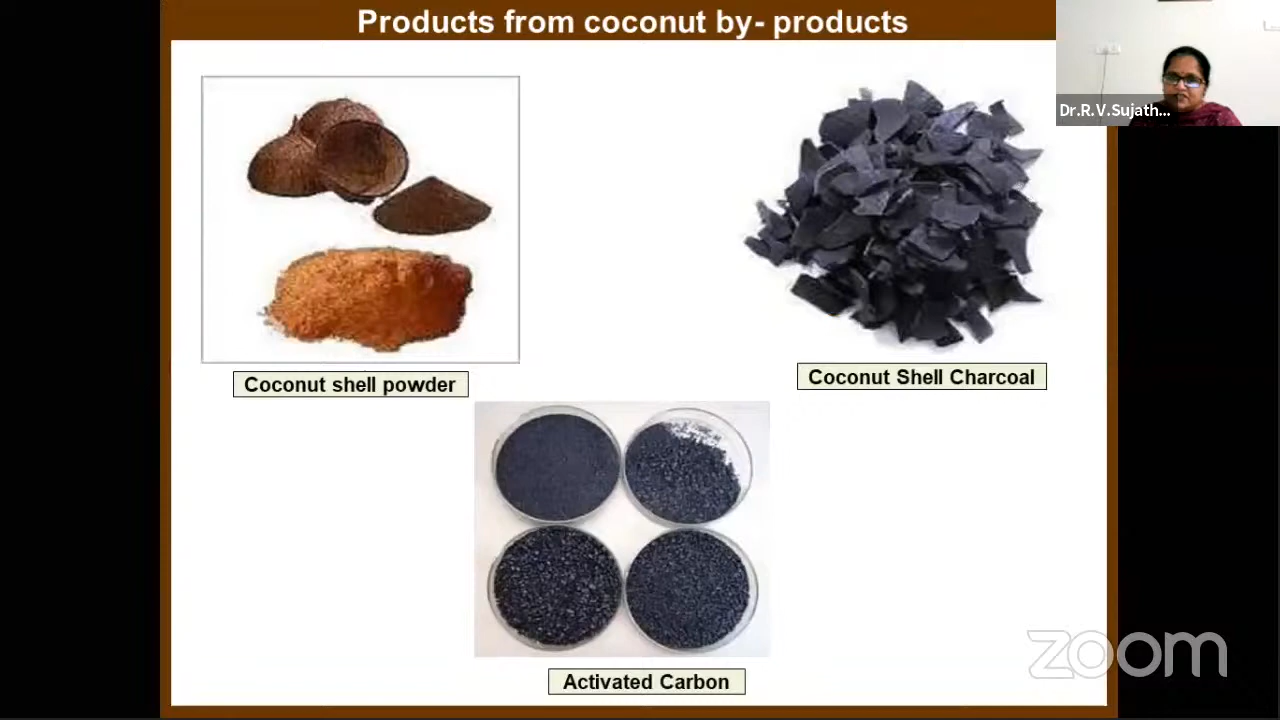 Products from coconut by- products
Dr.R.V.Sujath...
Coconut shell powder
Coconut Shell Charcoal
Activated Carbon
zoom